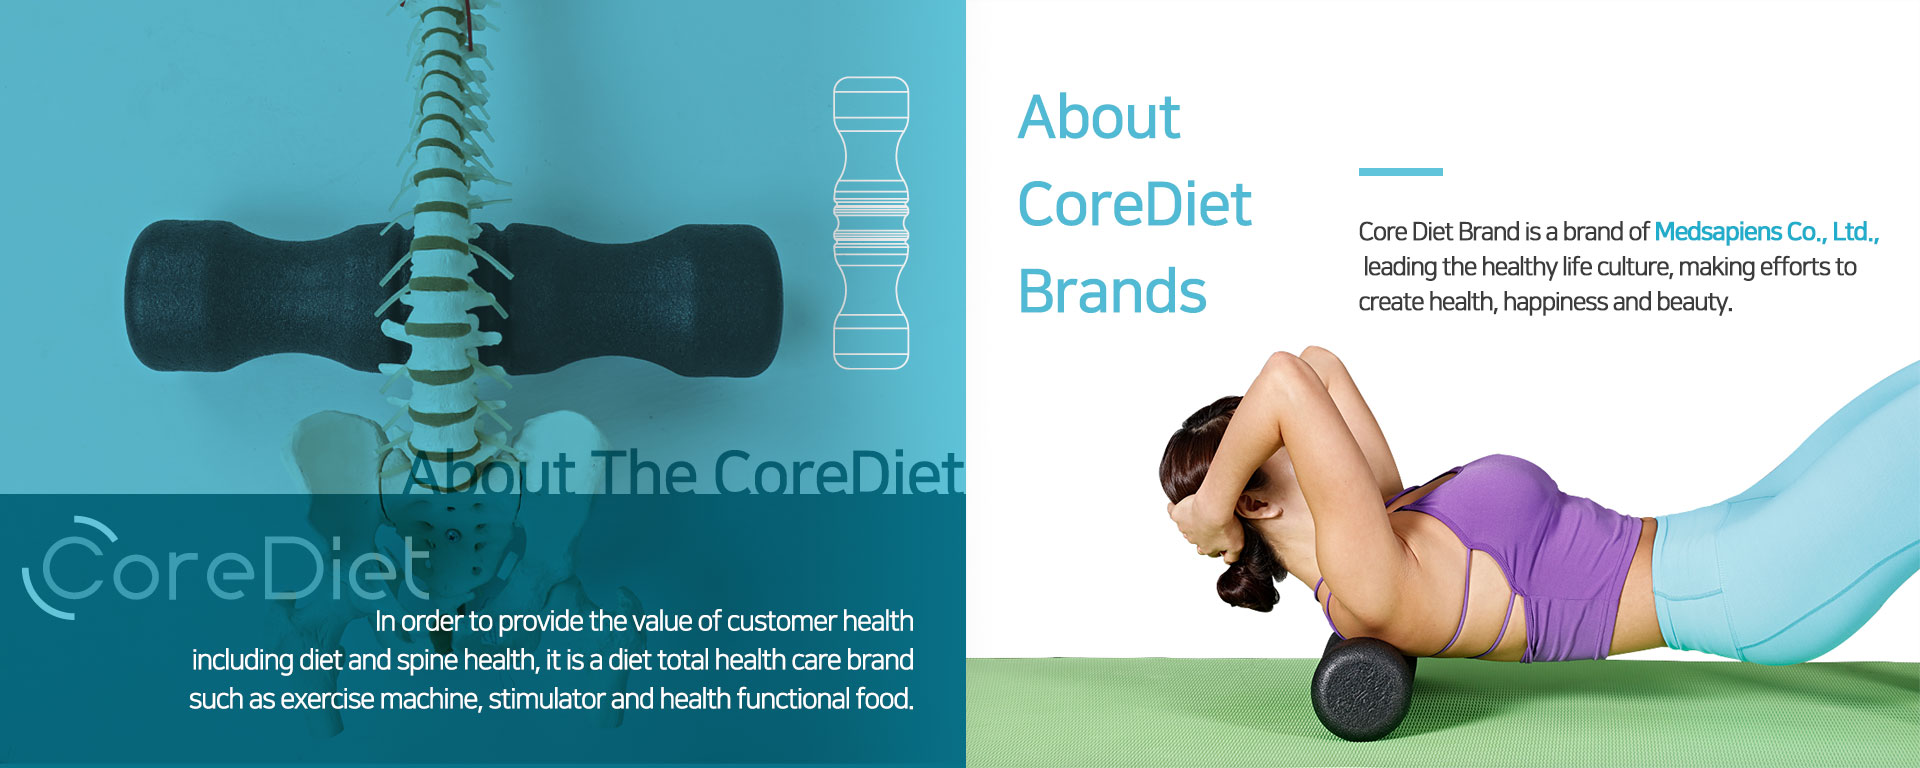 About The CoreDiet
CoreDiet
In order to provide the value of customer health
including diet and spine health, it is a diet total health care brand
such as exercise machine, stimulator and health functional food.
About
CoreDiet
Brands
Core Diet Brand is a brand of Medsapiens Co., Ltd.,
leading the healthy life culture, making efforts to
create health, happiness and beauty.